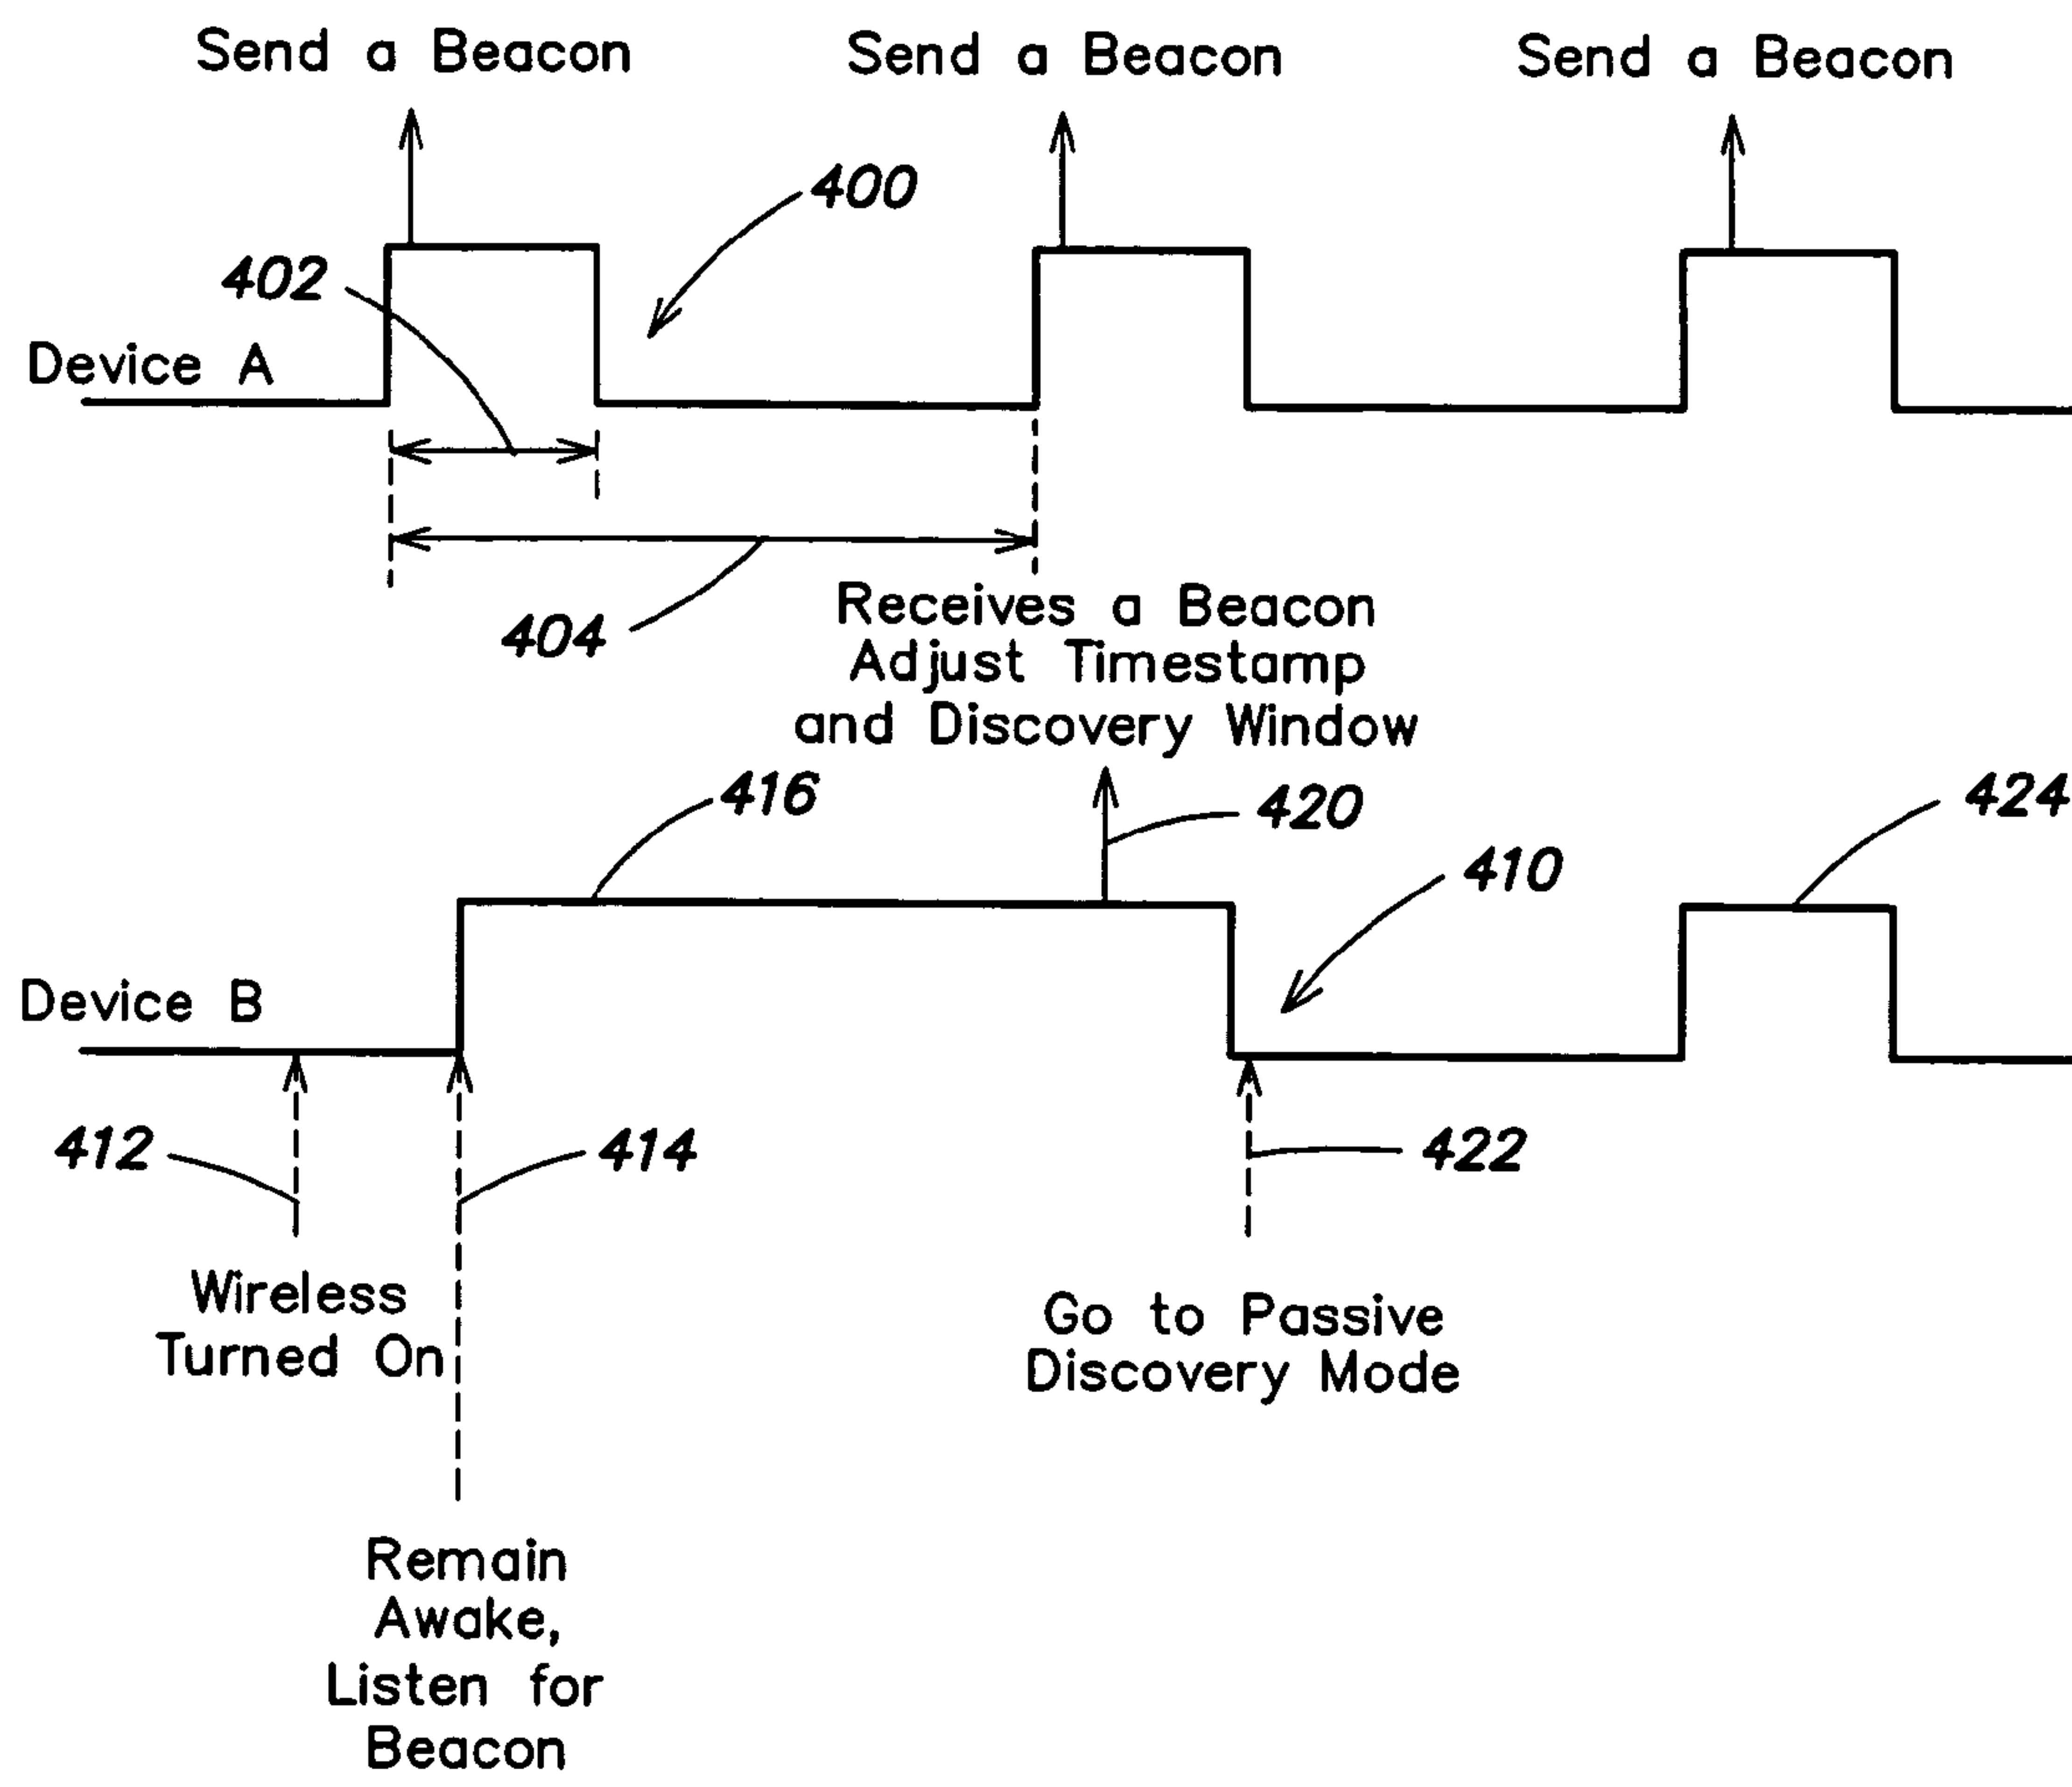 Send a Beacon
Send a Beacon
Send a Beacon
400
402
Device A
404
Receives a Beacon
Adjust Timestamp
and Discovery Window
416
420
424
410
Device B
412
414
422
Wireless
Turned On
Go to Passive
Discovery Mode
Remain
Awake,
Listen for
Beacon